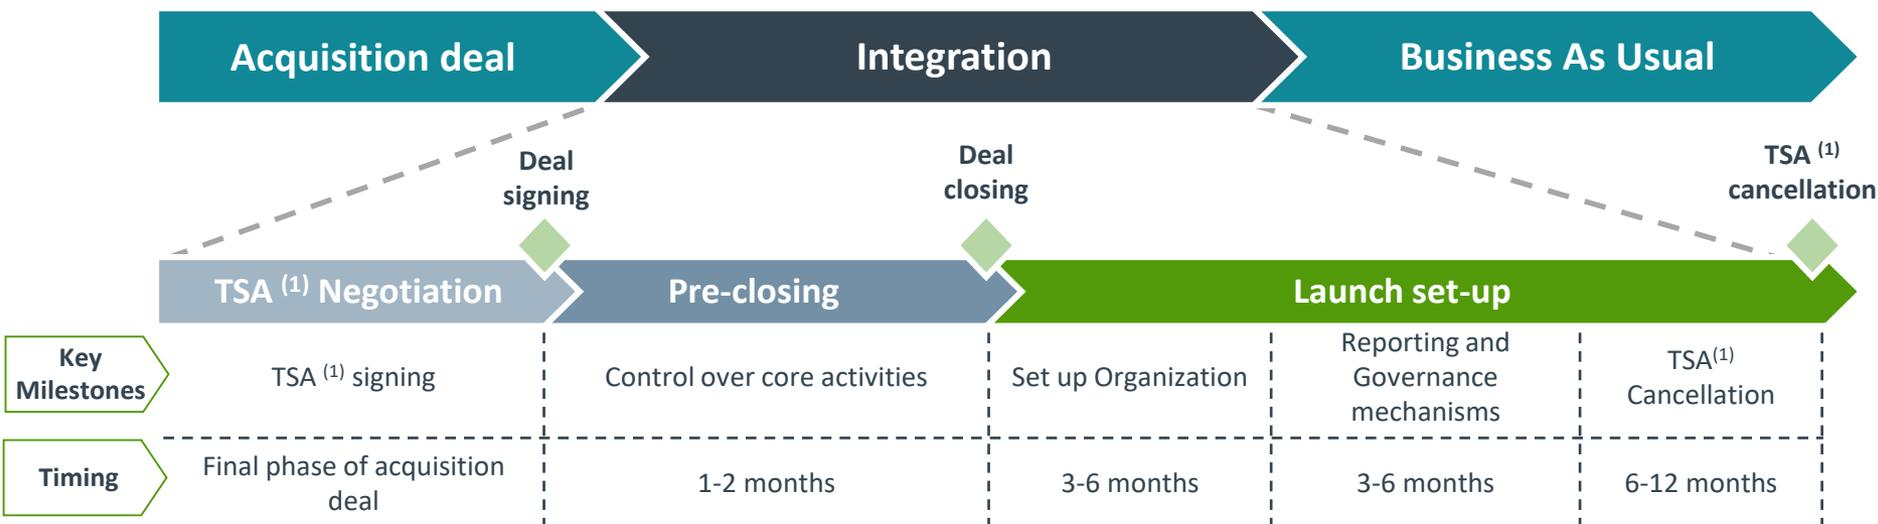 Acquisition deal
Integration
Business As Usual
Deal
signing
Deal
closing
TSA (1)
cancellation
TSA (1) Negotiation
Pre-closing
Launch set-up
Key
Milestones
TSA (1) signing
Control over core activities
Set up Organization
Reporting and
Governance
mechanisms
TSA(1)
Cancellation
Timing
Final phase of acquisition
deal
1-2 months
3-6 months
3-6 months
6-12 months